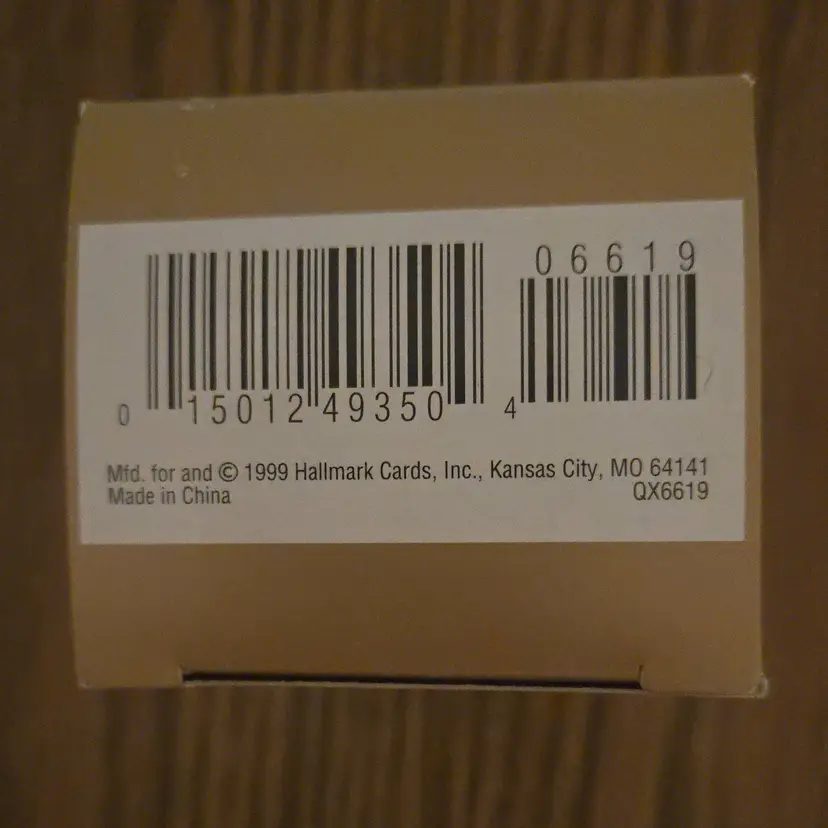 06619
0 15012 49350 4
Mfd. for and © 1999 Hallmark Cards, Inc., Kansas City, MO 64141
Made in China QX6619